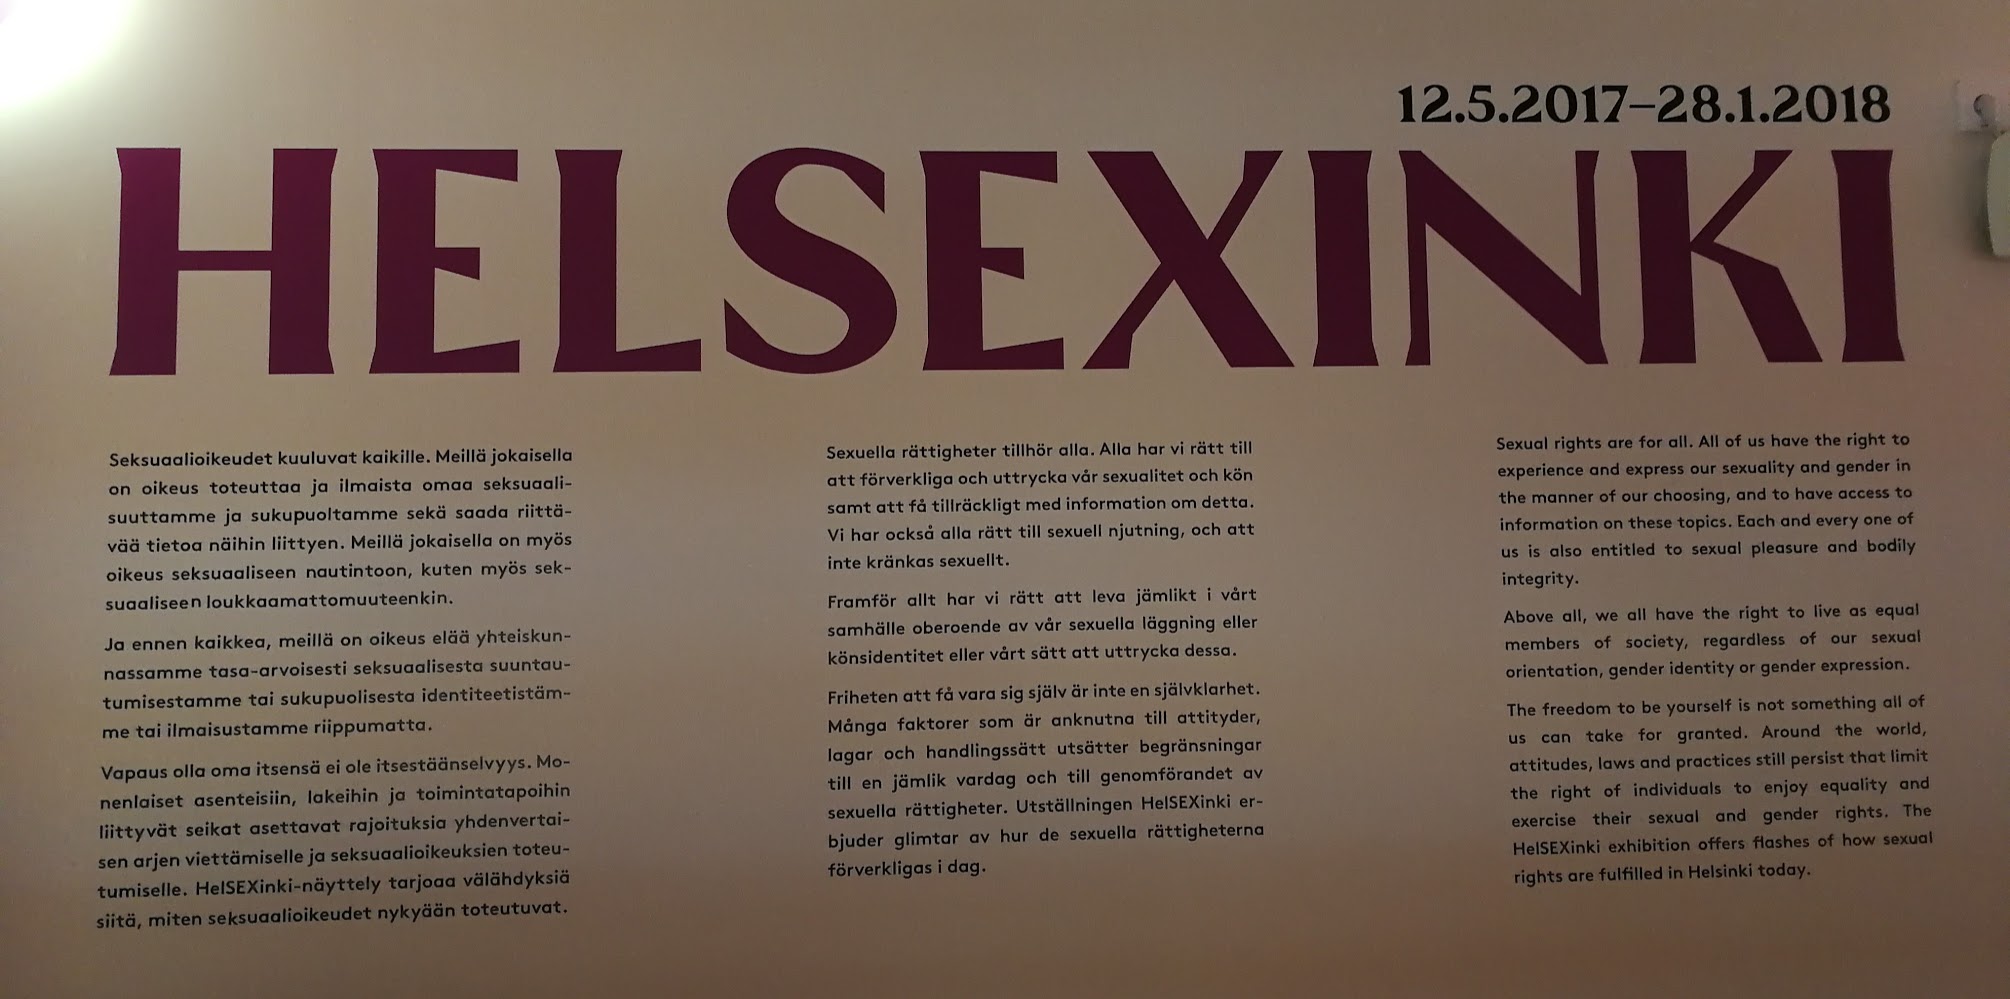 12.5.2017–28.1.2018
HELSEXINKI
Seksuaalioikeudet kuuluvat kaikille. Meillä jokaisella
on oikeus toteuttaa ja ilmaista omaa seksuaali-
suuttamme ja sukupuoltamme sekä saada riittä-
vää tietoa näihin liittyen. Meillä jokaisella on myös
oikeus seksuaaliseen nautintoon, kuten myös sek-
suaaliseen loukkaamattomuuteenkin.
Ja ennen kaikkea, meillä on oikeus elää yhteiskun-
nassamme tasa-arvoisesti seksuaalisesta suuntau-
tumisestamme tai sukupuolisesta identiteetistäm-
me tai ilmaisustamme riippumatta.
Vapaus olla oma itsensä ei ole itsestäänselvyys. Mo-
nenlaiset asenteisiin, lakeihin ja toimintatapoihin
liittyvät seikat asettavat rajoituksia yhdenvertai-
sen arjen viettämiselle ja seksuaalioikeuksien toteu-
tumiselle. HelSEXinki-näyttely tarjoaa välähdyksiä
siitä, miten seksuaalioikeudet nykyään toteutuvat.
Sexuella rättigheter tillhör alla. Alla har vi rätt till
att förverkliga och uttrycka vår sexualitet och kön
samt att få tillräckligt med information om detta.
Vi har också alla rätt till sexuell njutning, och att
inte kränkas sexuellt.
Framför allt har vi rätt att leva jämlikt i vårt
samhälle oberoende av vår sexuella läggning eller
könsidentitet eller vårt sätt att uttrycka dessa.
Friheten att få vara sig själv är inte en självklarhet.
Många faktorer som är anknutna till attityder,
lagar och handlingssätt utsätter begränsningar
till en jämlik vardag och till genomförandet av
sexuella rättigheter. Utställningen HelSEXinki er-
bjuder glimtar av hur de sexuella rättigheterna
förverkligas i dag.
Sexual rights are for all. All of us have the right to
experience and express our sexuality and gender in
the manner of our choosing, and to have access to
information on these topics. Each and every one of
us is also entitled to sexual pleasure and bodily
integrity.
Above all, we all have the right to live as equal
members of society, regardless of our sexual
orientation, gender identity or gender expression.
The freedom to be yourself is not something all of
us can take for granted. Around the world,
attitudes, laws and practices still persist that limit
the right of individuals to enjoy equality and
exercise their sexual and gender rights. The
HelSEXinki exhibition offers flashes of how sexual
rights are fulfilled in Helsinki today.